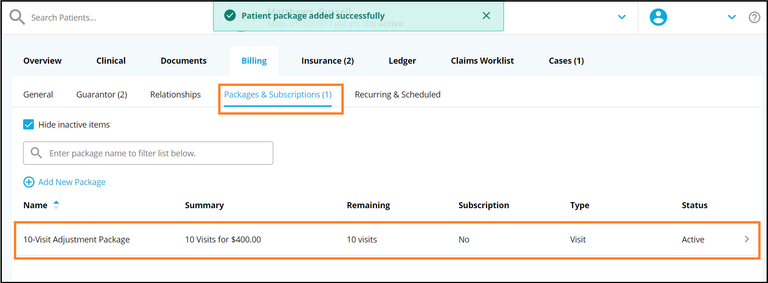 Search Patients...
Patient package added successfully
Active
Overview Clinical Documents Billing Insurance (2) Ledger Claims Worklist Cases (1)
General Guarantor (2) Relationships Packages & Subscriptions (1) Recurring & Scheduled
Hide inactive items
Enter package name to filter list below.
Add New Package
Name Summary Remaining Subscription Type Status
10-Visit Adjustment Package 10 Visits for $400.00 10 visits No Visit Active